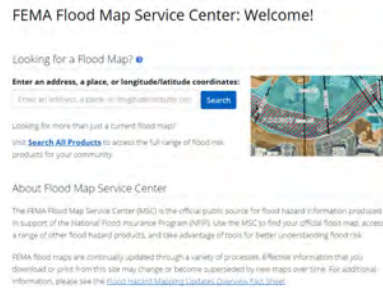 FEMA Flood Map Service Center: Welcome!
Looking for a Flood Map?
Enter an address, a place, or longitude/latitude coordinates:
Enter an address, a place, or longitude/latitude
Search
Looking for more than just a current flood map?
Visit Search All Products to access the full range of flood risk
products for your community.
About Flood Map Service Center
The FEMA Flood Map Service Center (MSC) is the official public source for flood hazard information produced
in support of the National Flood Insurance Program (NFIP). Use the MSC to find your official flood map, access
a range of other flood hazard products, and take advantage of tools for better understanding flood risk.
FEMA flood maps are continually updated through a variety of processes. Effective information that you
download or print from this site may change or become superseded by new maps over time. For additional
information, please see the Flood Hazard Mapping Updates Overview Fact Sheet.